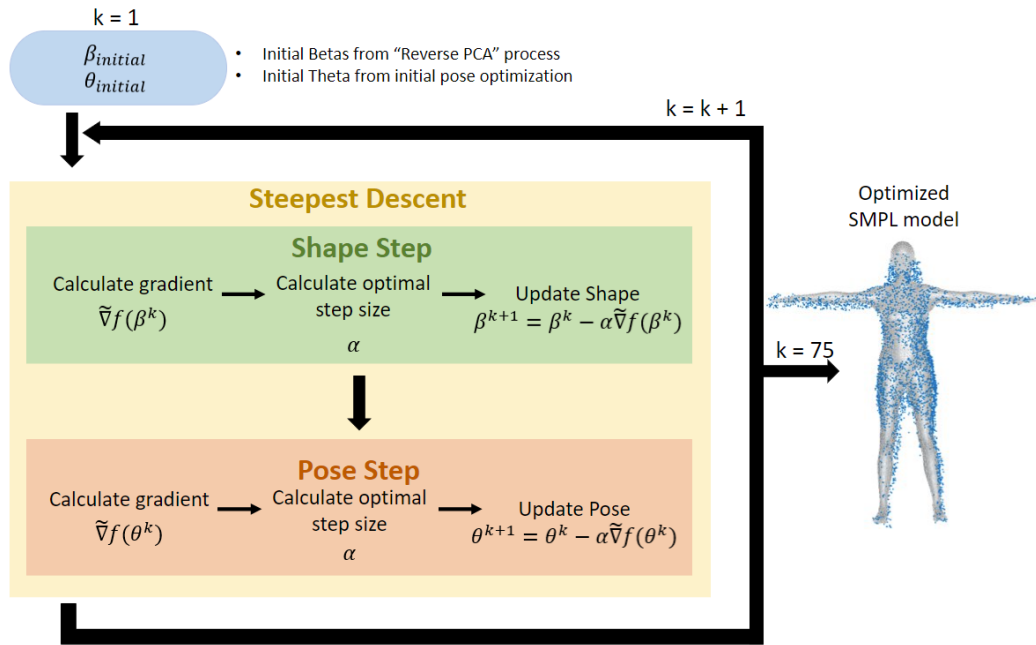 k = 1
β_initial
θ_initial
• Initial Betas from “Reverse PCA” process
• Initial Theta from initial pose optimization
k = k + 1
Steepest Descent
Shape Step
Calculate gradient
∇̃f(β^k)
Calculate optimal
step size
α
Update Shape
β^{k+1} = β^k − α∇̃f(β^k)
Pose Step
Calculate gradient
∇̃f(θ^k)
Calculate optimal
step size
α
Update Pose
θ^{k+1} = θ^k − α∇̃f(θ^k)
k = 75
Optimized
SMPL model